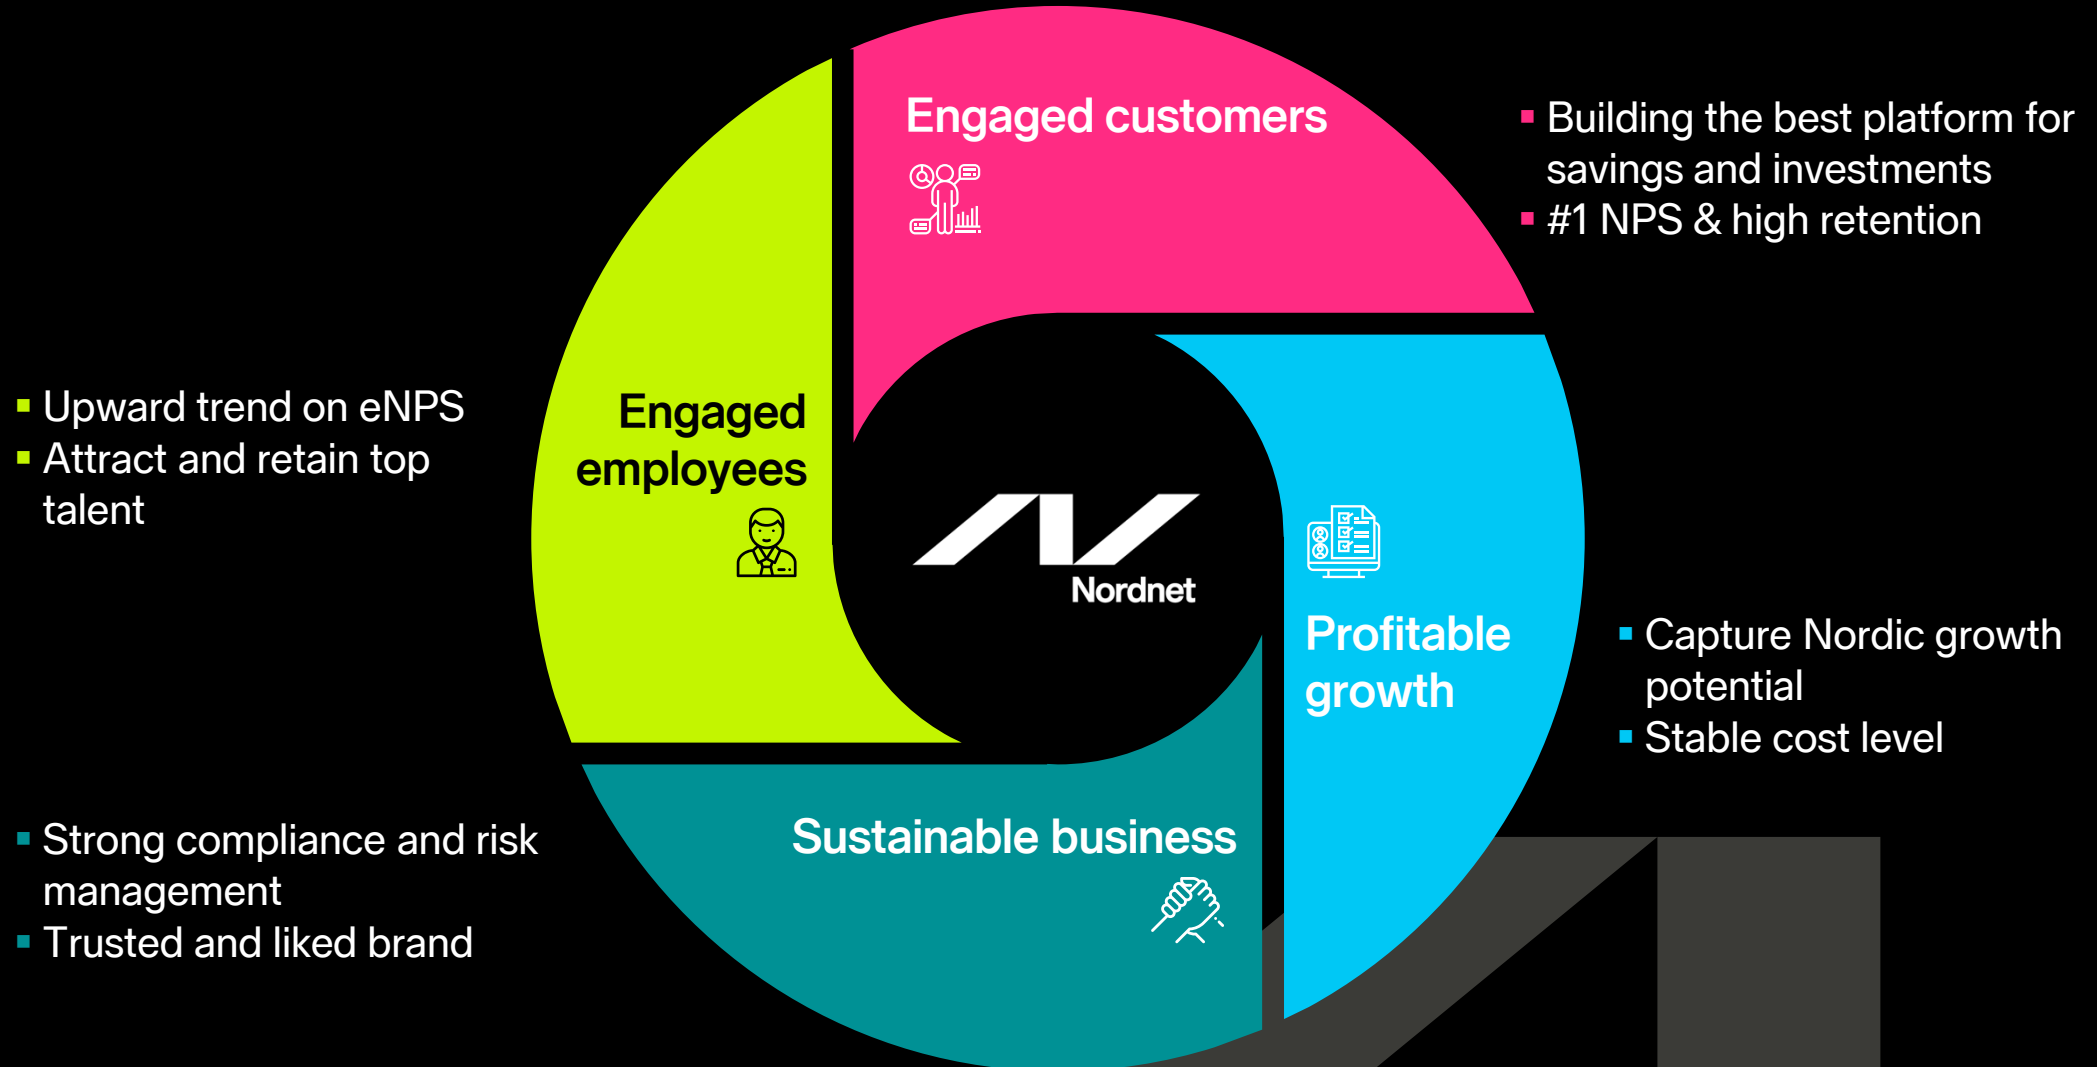 Engaged customers
▪ Building the best platform for
savings and investments
▪ #1 NPS & high retention
▪ Upward trend on eNPS
▪ Attract and retain top
talent
Engaged
employees
Nordnet
Profitable
growth
▪ Capture Nordic growth
potential
▪ Stable cost level
Sustainable business
▪ Strong compliance and risk
management
▪ Trusted and liked brand